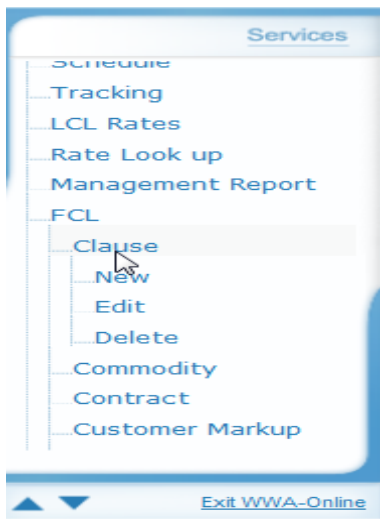 Services
Schedule
Tracking
LCL Rates
Rate Look up
Management Report
FCL
Clause
New
Edit
Delete
Commodity
Contract
Customer Markup
Exit WWA-Online